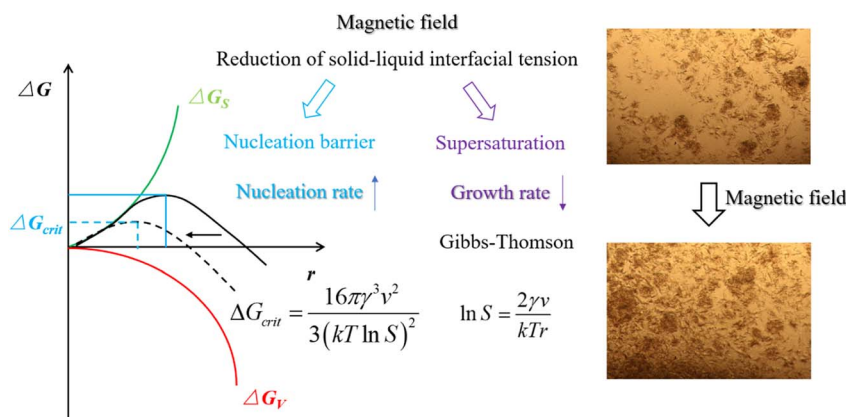 Magnetic field
Reduction of solid-liquid interfacial tension
△G
△G_S
Nucleation barrier
Supersaturation
Nucleation rate
Growth rate
Magnetic field
△G_crit
Gibbs-Thomson
r
ΔG_crit = 16πγ³v² / 3(kT ln S)²
ln S = 2γv / kTr
△G_V